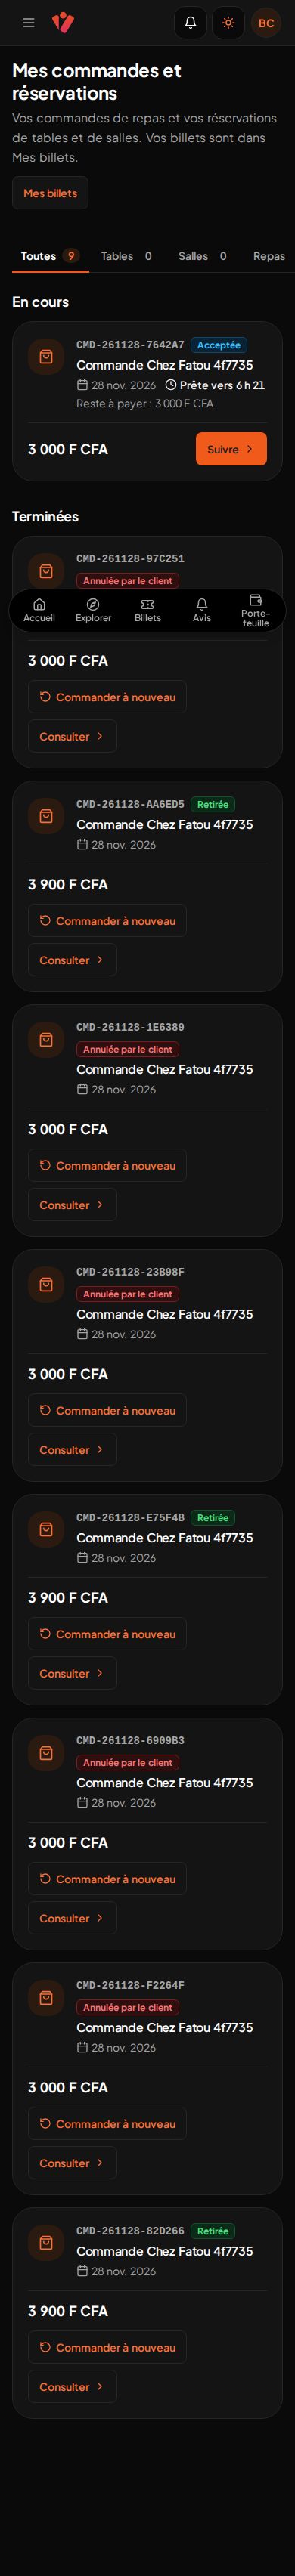 BC
Mes commandes et
réservations
Vos commandes de repas et vos réservations
de tables et de salles. Vos billets sont dans
Mes billets.
Mes billets
Toutes 9 Tables 0 Salles 0 Repas
En cours
CMD-261128-7642A7 Acceptée
Commande Chez Fatou 4f7735
28 nov. 2026 Prête vers 6 h 21
Reste à payer : 3 000 F CFA
3 000 F CFA Suivre
Terminées
CMD-261128-97C251
Annulée par le client
Accueil Explorer Billets Avis Porte-
feuille
3 000 F CFA
Commander à nouveau
Consulter
CMD-261128-AA6ED5 Retirée
Commande Chez Fatou 4f7735
28 nov. 2026
3 900 F CFA
Commander à nouveau
Consulter
CMD-261128-1E6389
Annulée par le client
Commande Chez Fatou 4f7735
28 nov. 2026
3 000 F CFA
Commander à nouveau
Consulter
CMD-261128-23B98F
Annulée par le client
Commande Chez Fatou 4f7735
28 nov. 2026
3 000 F CFA
Commander à nouveau
Consulter
CMD-261128-E75F4B Retirée
Commande Chez Fatou 4f7735
28 nov. 2026
3 900 F CFA
Commander à nouveau
Consulter
CMD-261128-6909B3
Annulée par le client
Commande Chez Fatou 4f7735
28 nov. 2026
3 000 F CFA
Commander à nouveau
Consulter
CMD-261128-F2264F
Annulée par le client
Commande Chez Fatou 4f7735
28 nov. 2026
3 000 F CFA
Commander à nouveau
Consulter
CMD-261128-82D266 Retirée
Commande Chez Fatou 4f7735
28 nov. 2026
3 900 F CFA
Commander à nouveau
Consulter